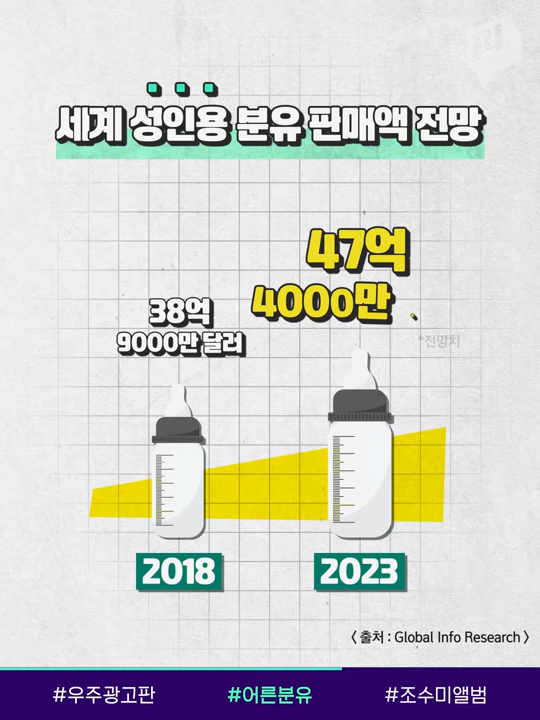 세계 성인용 분유 판매액 전망
47억
4000만
*전망치
38억
9000만 달러
2018
2023
< 출처 : Global Info Research >
#우주광고판
#어른분유
#조수미앨범